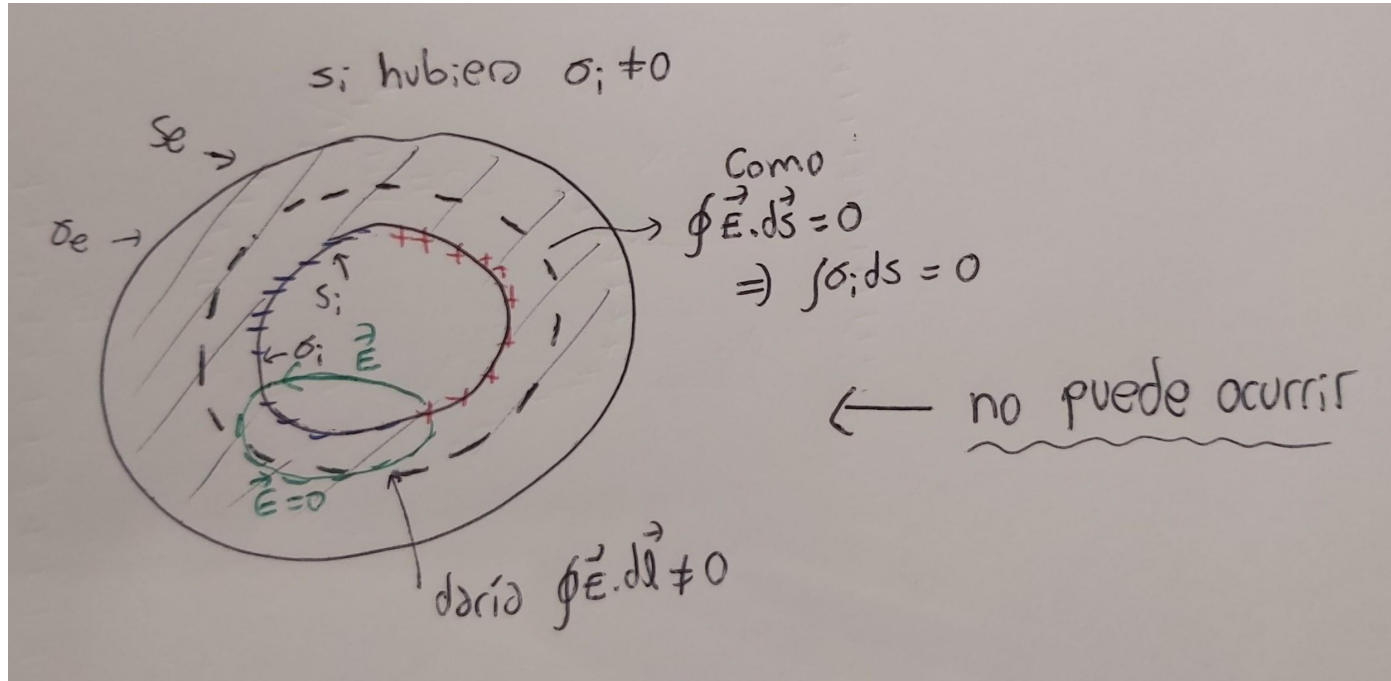 si hubiera σᵢ ≠ 0
Se →
σe →
Como
∮E⃗.ds⃗ = 0
⇒ ∫σᵢ ds = 0
Sᵢ
← σᵢ
E⃗
← no puede ocurrir
E⃗ = 0
daría ∮E⃗.dl⃗ ≠ 0